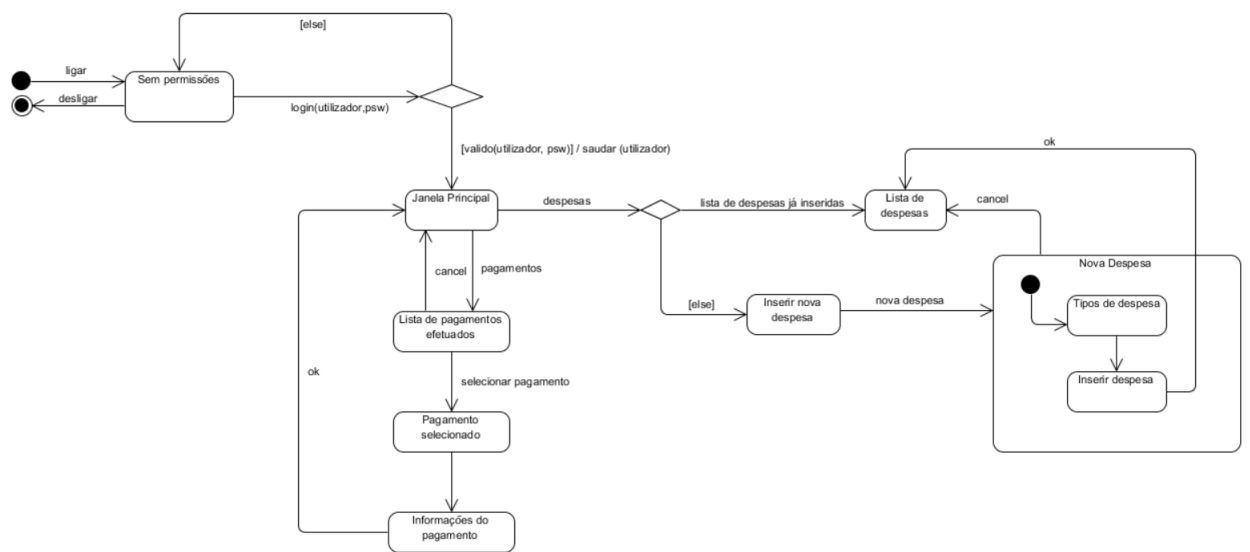 [else]
ligar
Sem permissões
desligar
login(utilizador,psw)
[valido(utilizador, psw)] / saudar (utilizador)
ok
Janela Principal
despesas
lista de despesas já inseridas
Lista de
despesas
cancel
cancel
pagamentos
Nova Despesa
Tipos de despesa
[else]
Inserir nova
despesa
nova despesa
Lista de pagamentos
efetuados
ok
selecionar pagamento
Inserir despesa
Pagamento
selecionado
Informações do
pagamento